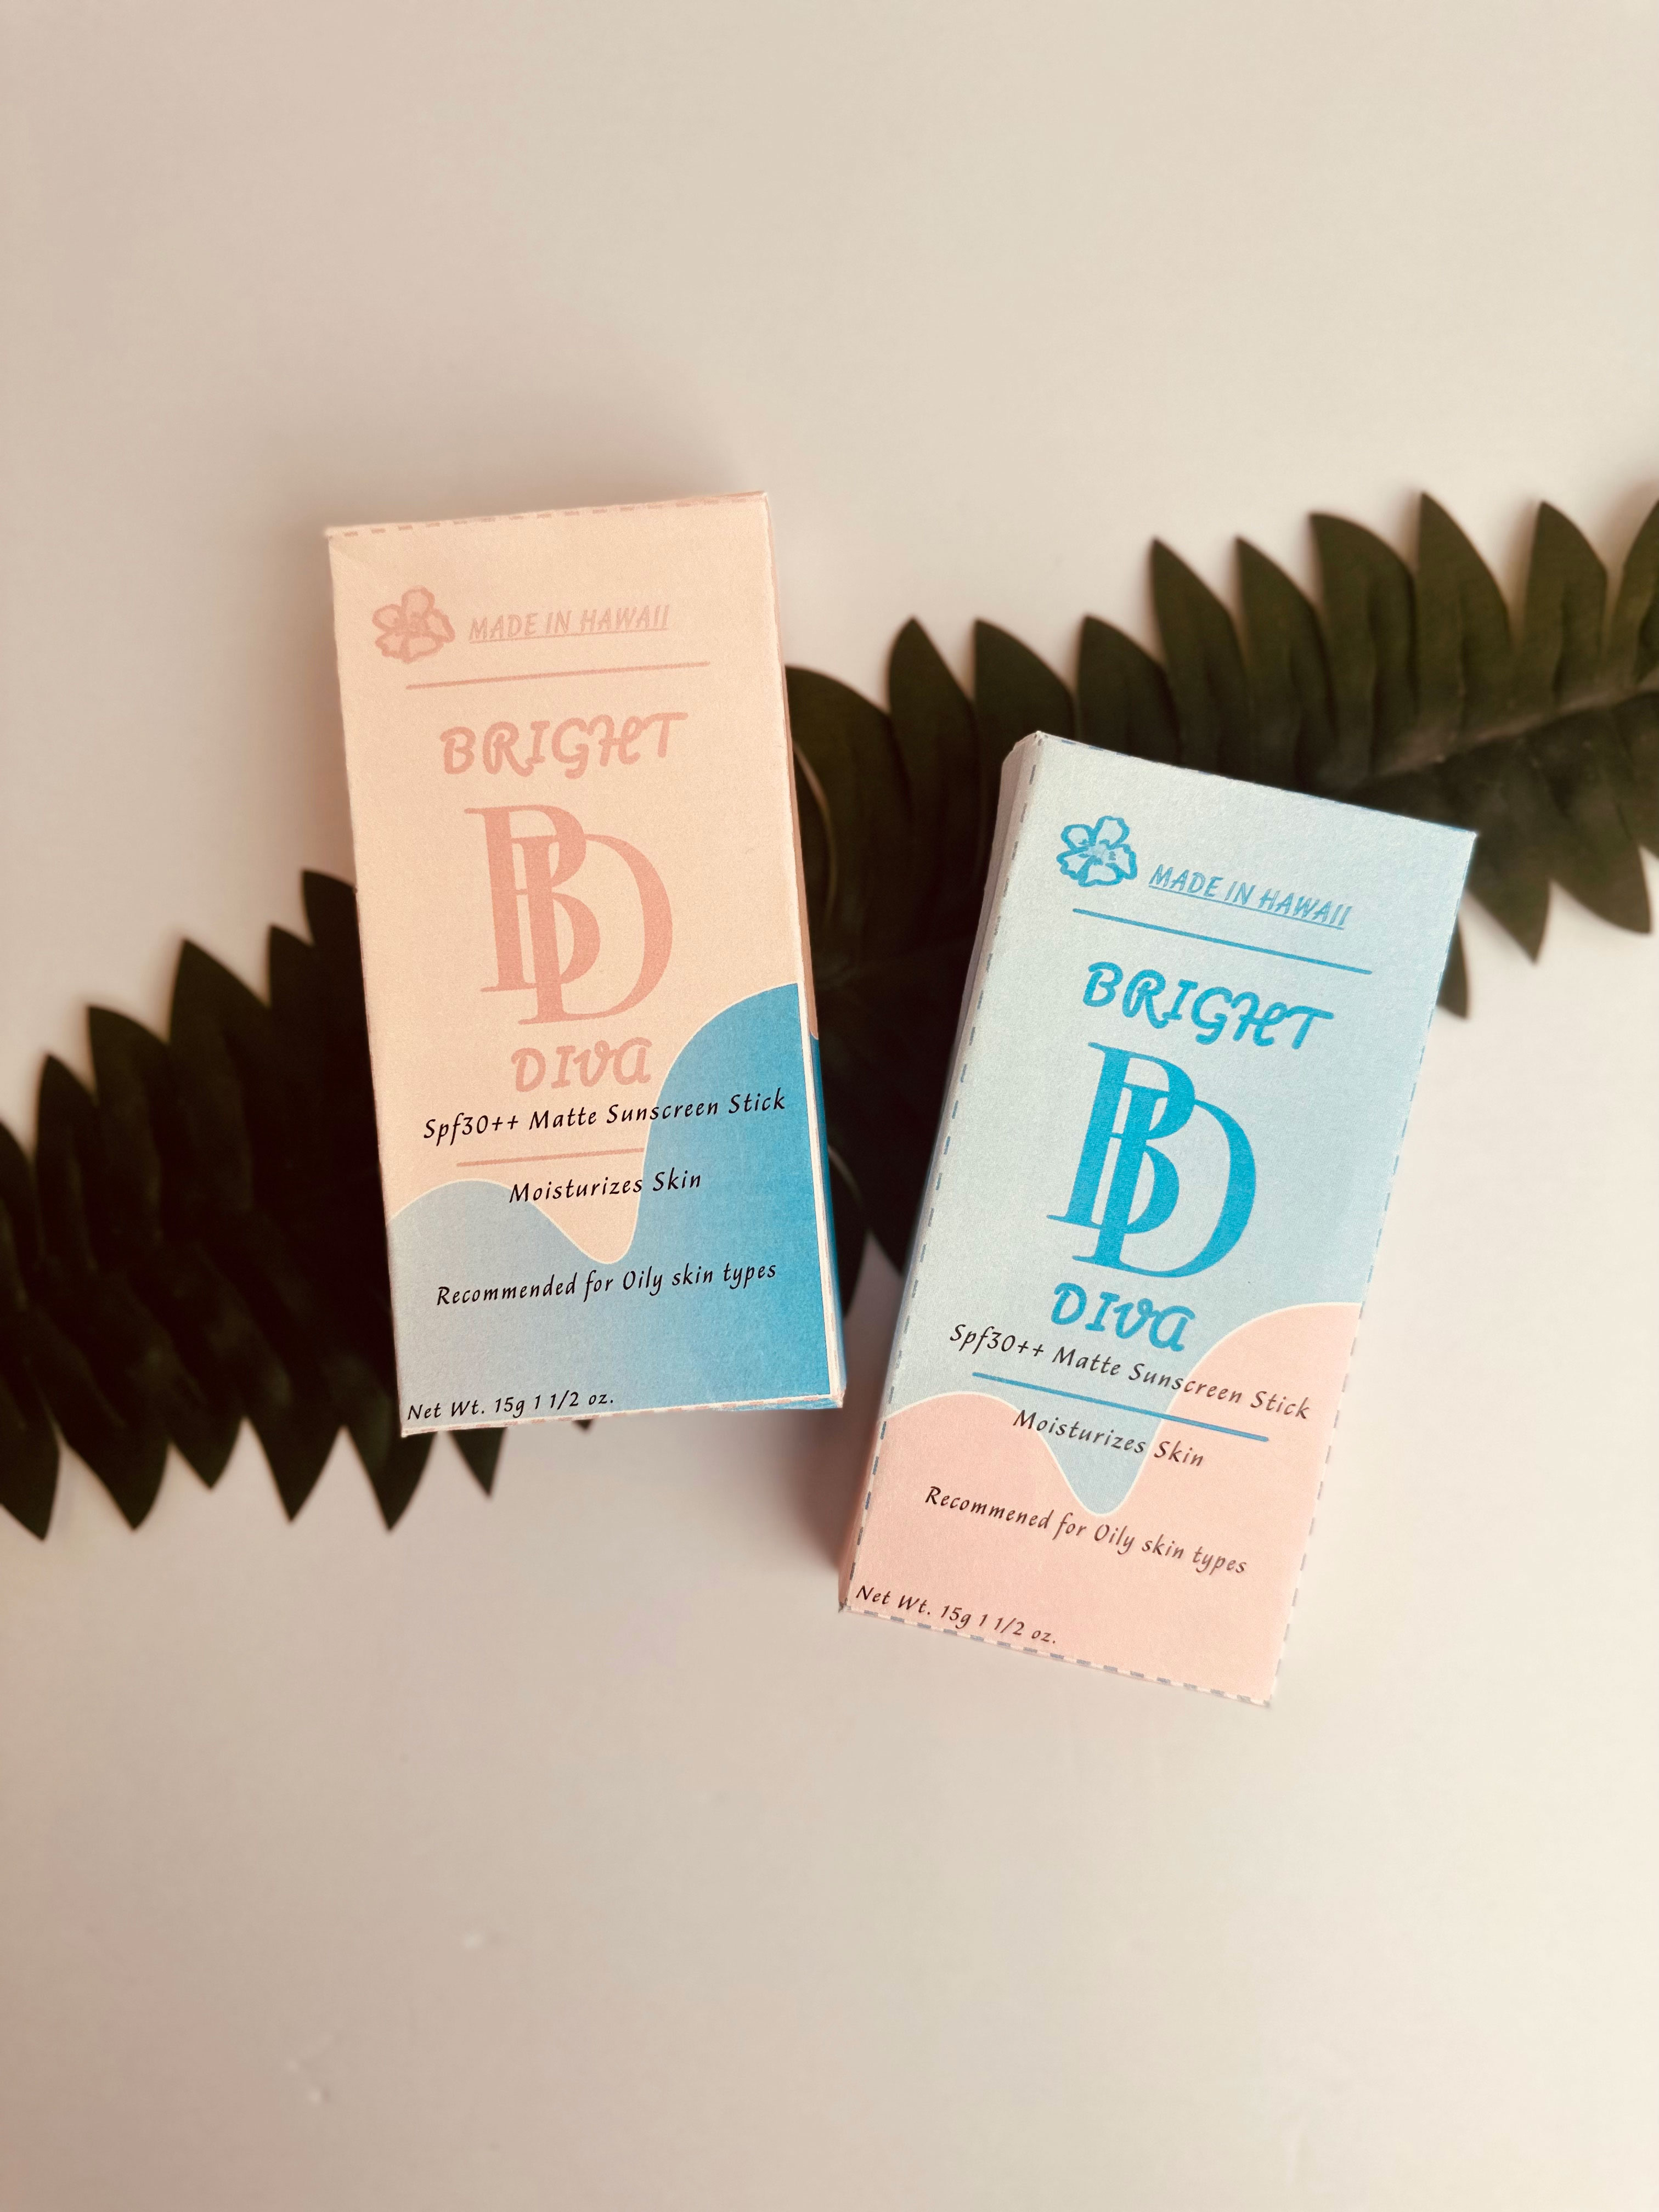 MADE IN HAWAII
BRIGHT
BD
DIVA
Spf30++ Matte Sunscreen Stick
Moisturizes Skin
Recommended for Oily skin types
Net Wt. 15g 1 1/2 oz.
MADE IN HAWAII
BRIGHT
BD
DIVA
Spf30++ Matte Sunscreen Stick
Moisturizes Skin
Recommened for Oily skin types
Net Wt. 15g 1 1/2 oz.